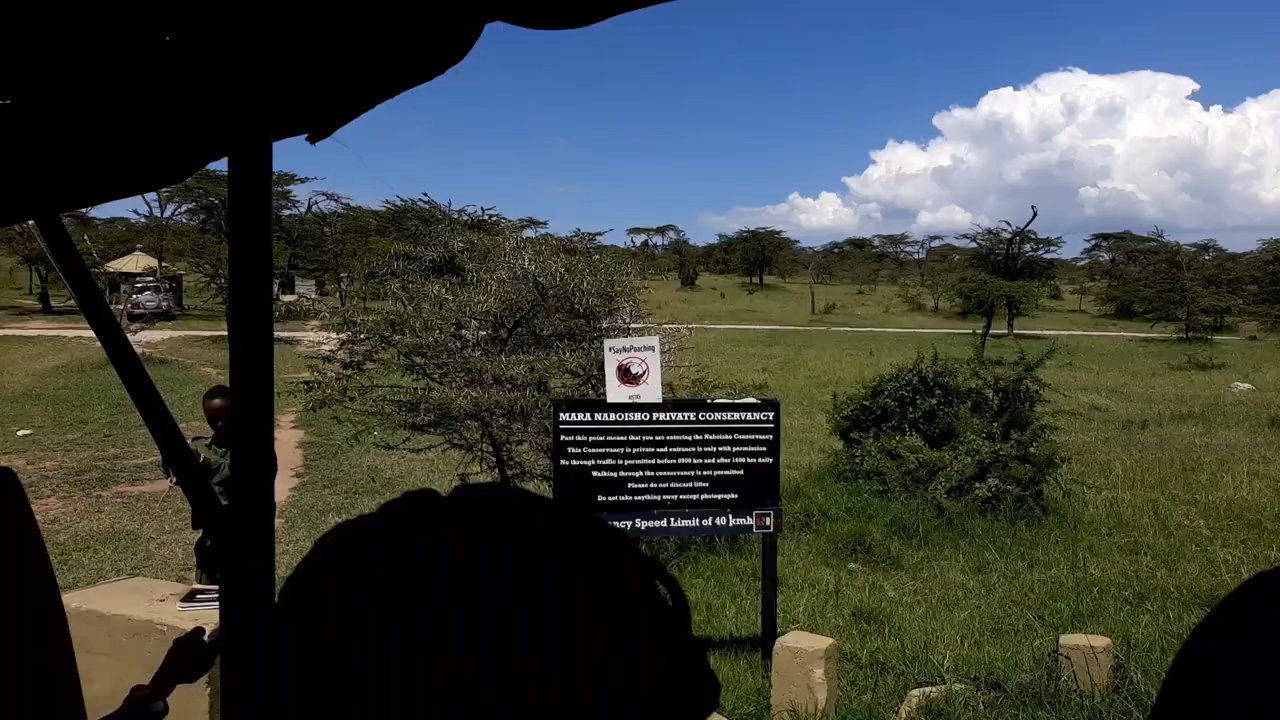 #SayNoPoaching
MARA NABOISHO PRIVATE CONSERVANCY
Past this point means that you are entering the Naboisho Conservancy
This Conservancy is private and entrance is only with permission
No through traffic is permitted before 0900 hrs and after 1600 hrs daily
Walking through the conservancy is not permitted
Please do not discard litter
Do not take anything away except photographs
ncy Speed Limit of 40 kmh